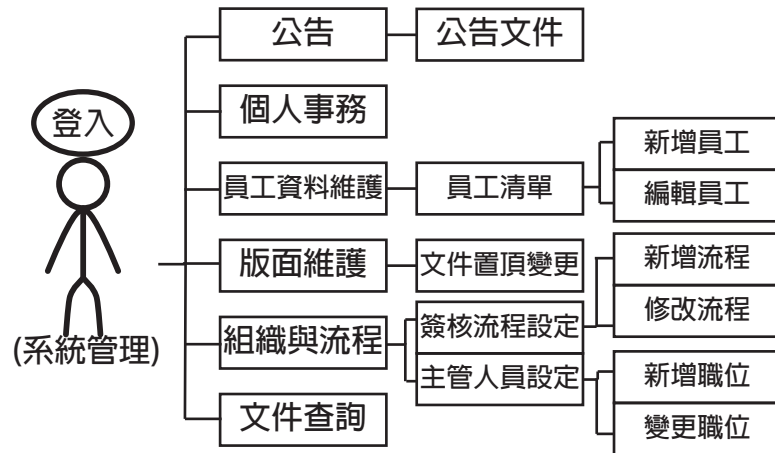 公告
公告文件
登入
個人事務
員工資料維護
員工清單
新增員工
編輯員工
版面維護
文件置頂變更
新增流程
修改流程
(系統管理)
組織與流程
簽核流程設定
主管人員設定
新增職位
變更職位
文件查詢